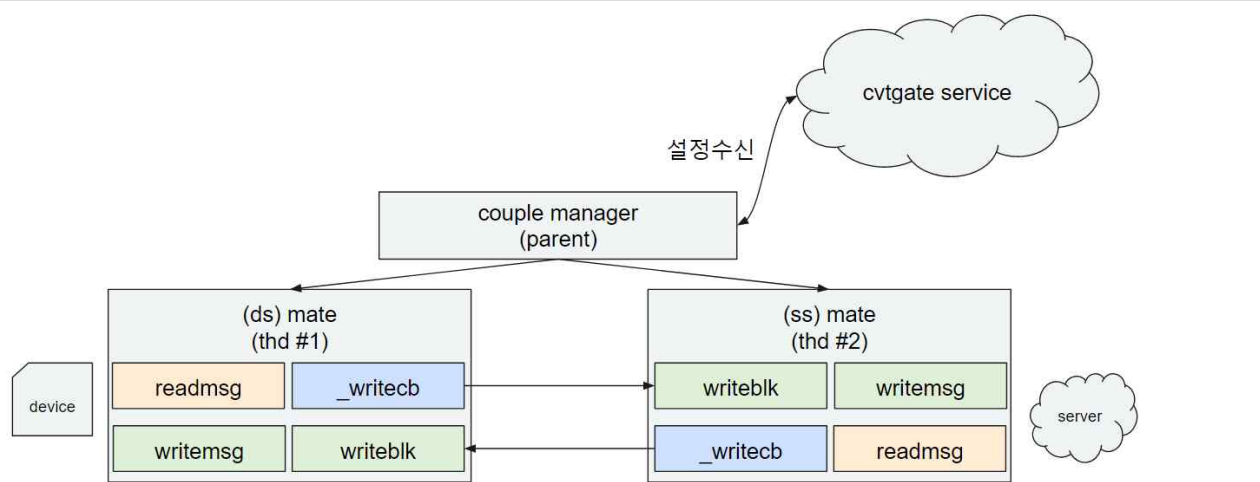 cvtgate service
설정수신
couple manager
(parent)
(ds) mate
(thd #1)
(ss) mate
(thd #2)
device
readmsg
_writecb
writeblk
writemsg
server
writemsg
writeblk
_writecb
readmsg